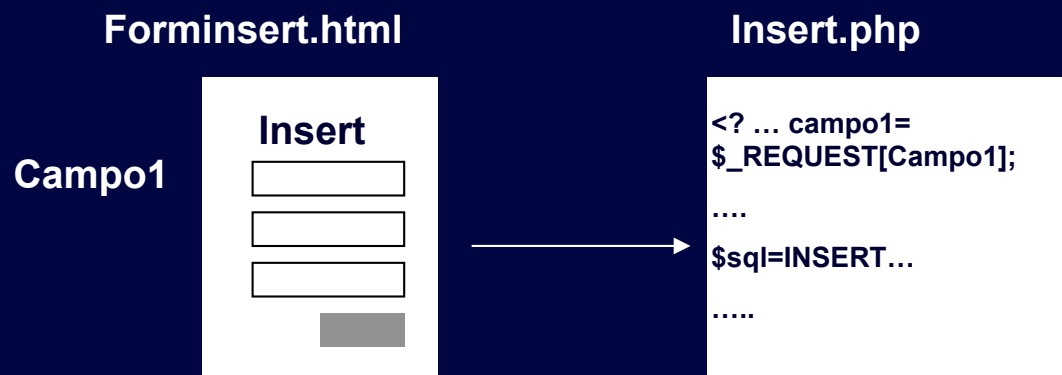 Forminsert.html
Insert.php
Campo1
Insert
<? … campo1=
$_REQUEST[Campo1];
….
$sql=INSERT…
…..